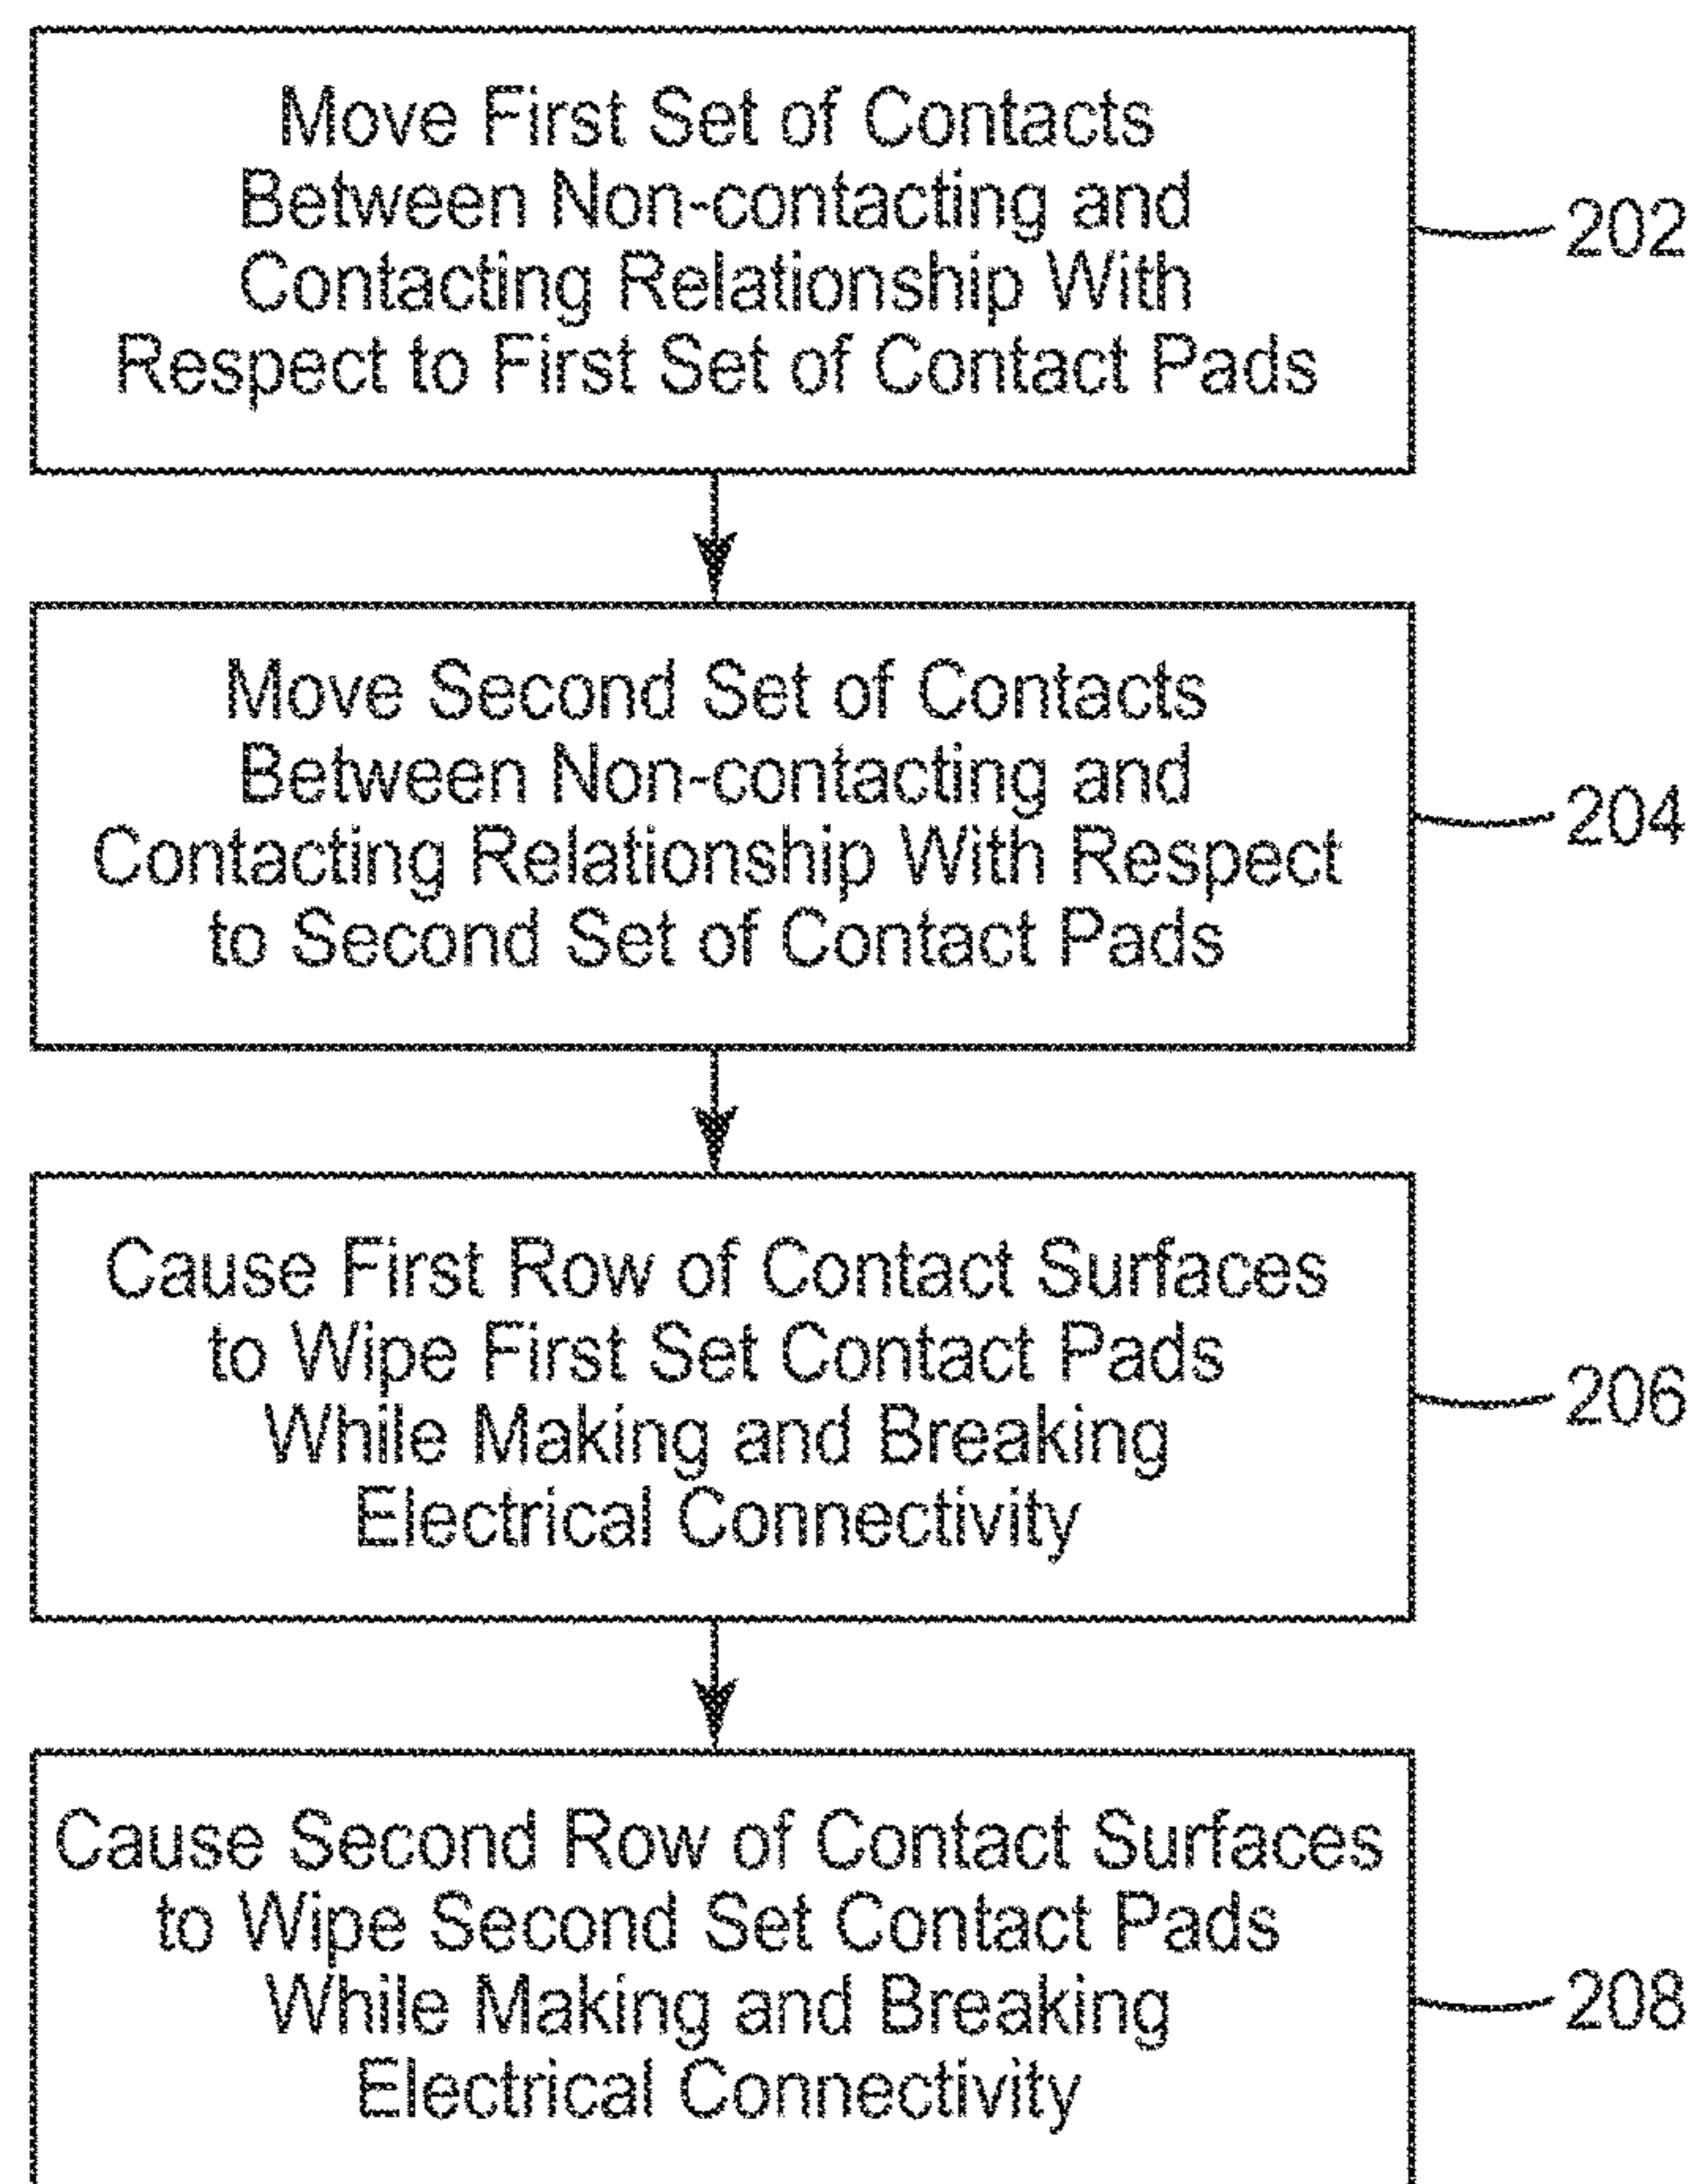 Move First Set of Contacts
Between Non-contacting and
Contacting Relationship With
Respect to First Set of Contact Pads
202
Move Second Set of Contacts
Between Non-contacting and
Contacting Relationship With Respect
to Second Set of Contact Pads
204
Cause First Row of Contact Surfaces
to Wipe First Set Contact Pads
While Making and Breaking
Electrical Connectivity
206
Cause Second Row of Contact Surfaces
to Wipe Second Set Contact Pads
While Making and Breaking
Electrical Connectivity
208